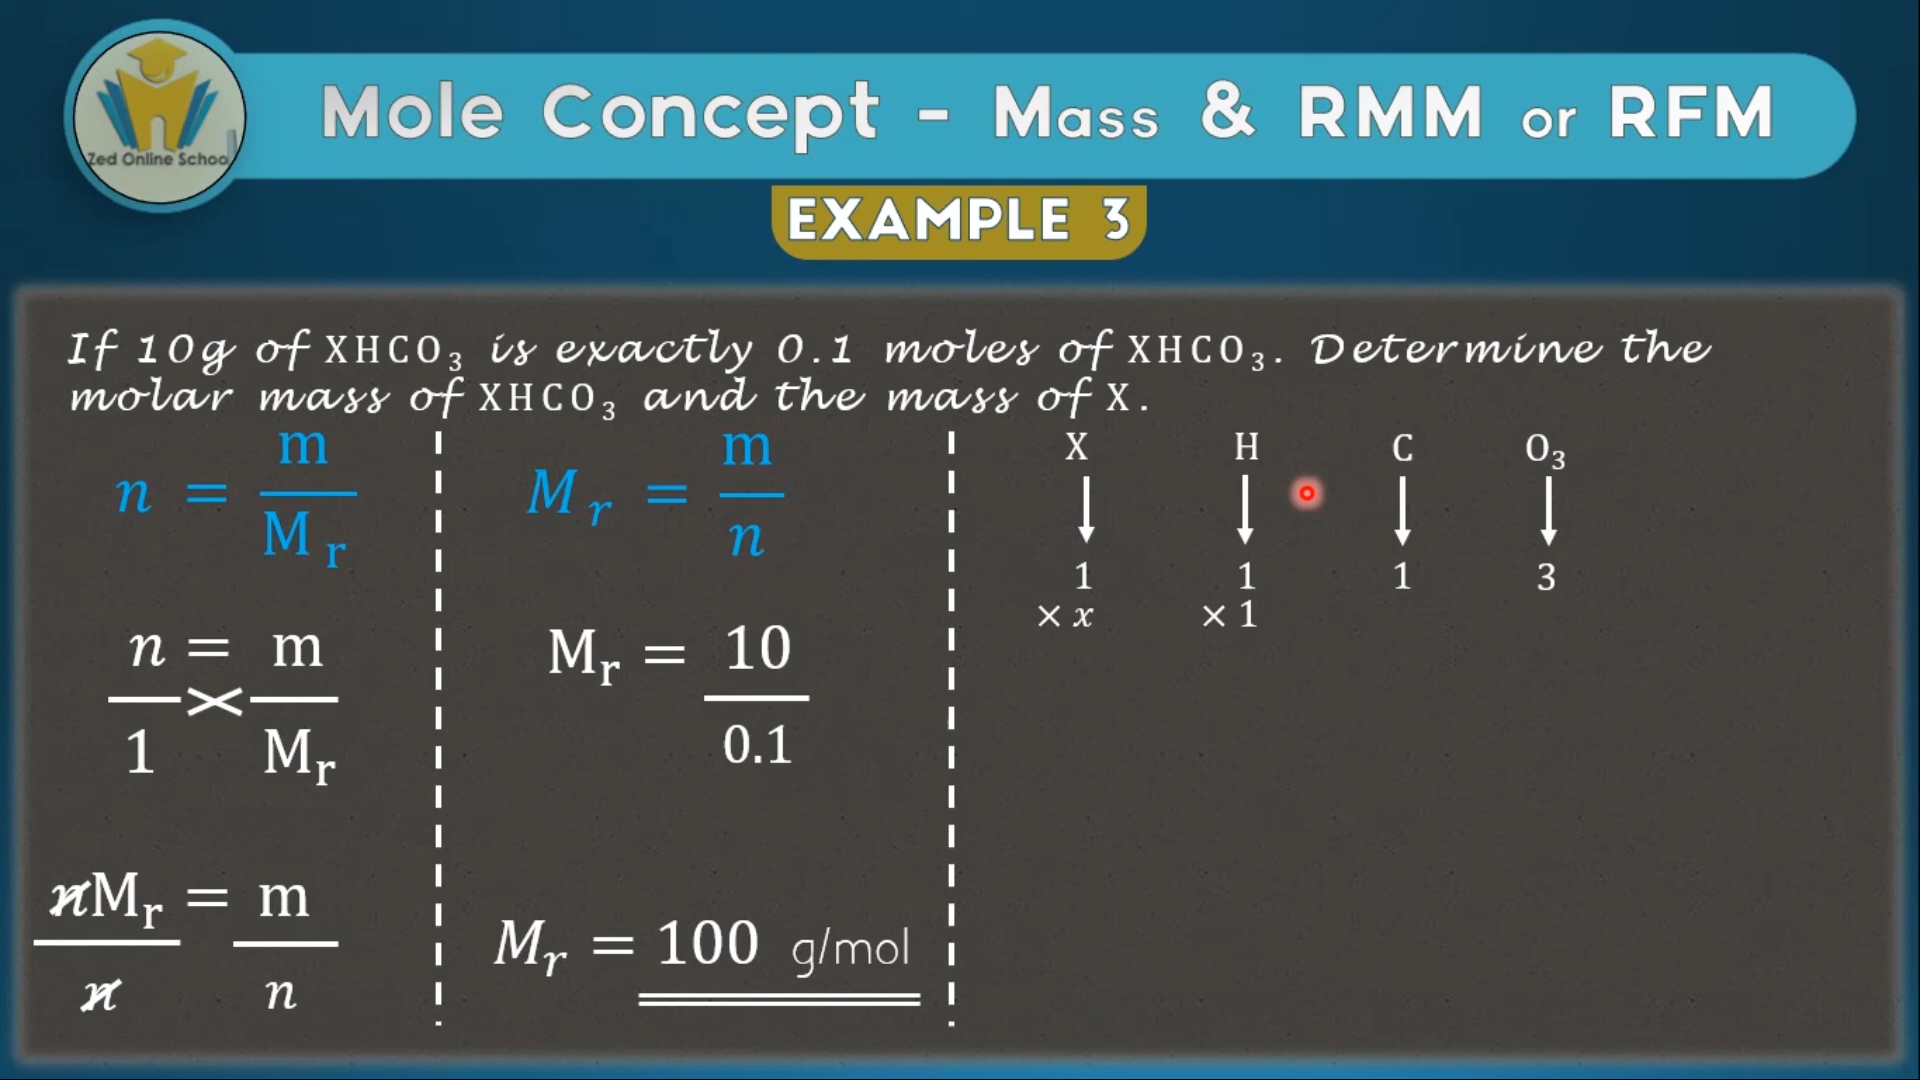 Zed Online School
Mole Concept - Mass & RMM or RFM
EXAMPLE 3
If 10g of XHCO₃ is exactly 0.1 moles of XHCO₃. Determine the
molar mass of XHCO₃ and the mass of X.
n = m
M r
n = m
1 × Mr
nMr = m
n n
M r = m
n
Mr = 10
0.1
Mr = 100 g/mol
X H C O₃
1 1 1 3
× x × 1